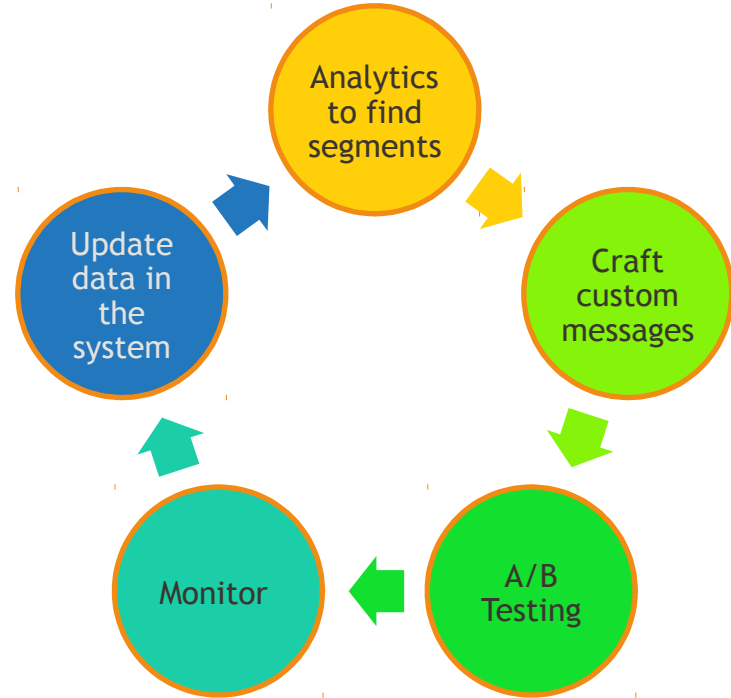 Analytics
to find
segments
Craft
custom
messages
A/B
Testing
Monitor
Update
data in
the
system